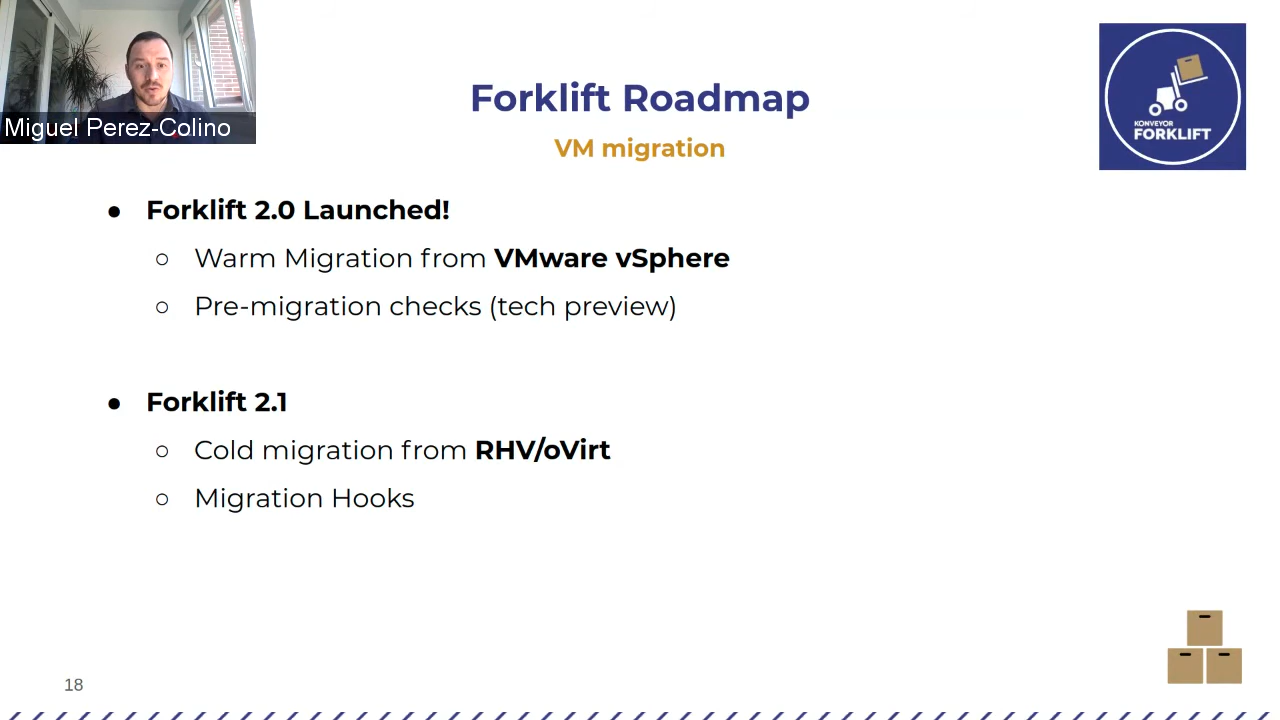 Miguel Perez-Colino
Forklift Roadmap
VM migration
KONVEYOR
FORKLIFT
● Forklift 2.0 Launched!
○ Warm Migration from VMware vSphere
○ Pre-migration checks (tech preview)
● Forklift 2.1
○ Cold migration from RHV/oVirt
○ Migration Hooks
18